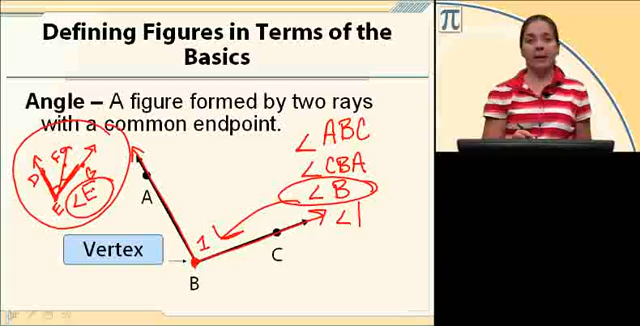 Defining Figures in Terms of the
Basics
π
Angle – A figure formed by two rays
with a common endpoint.
∠ABC
∠CBA
∠B
∠1
D
E
∠E
A
1
Vertex
C
B